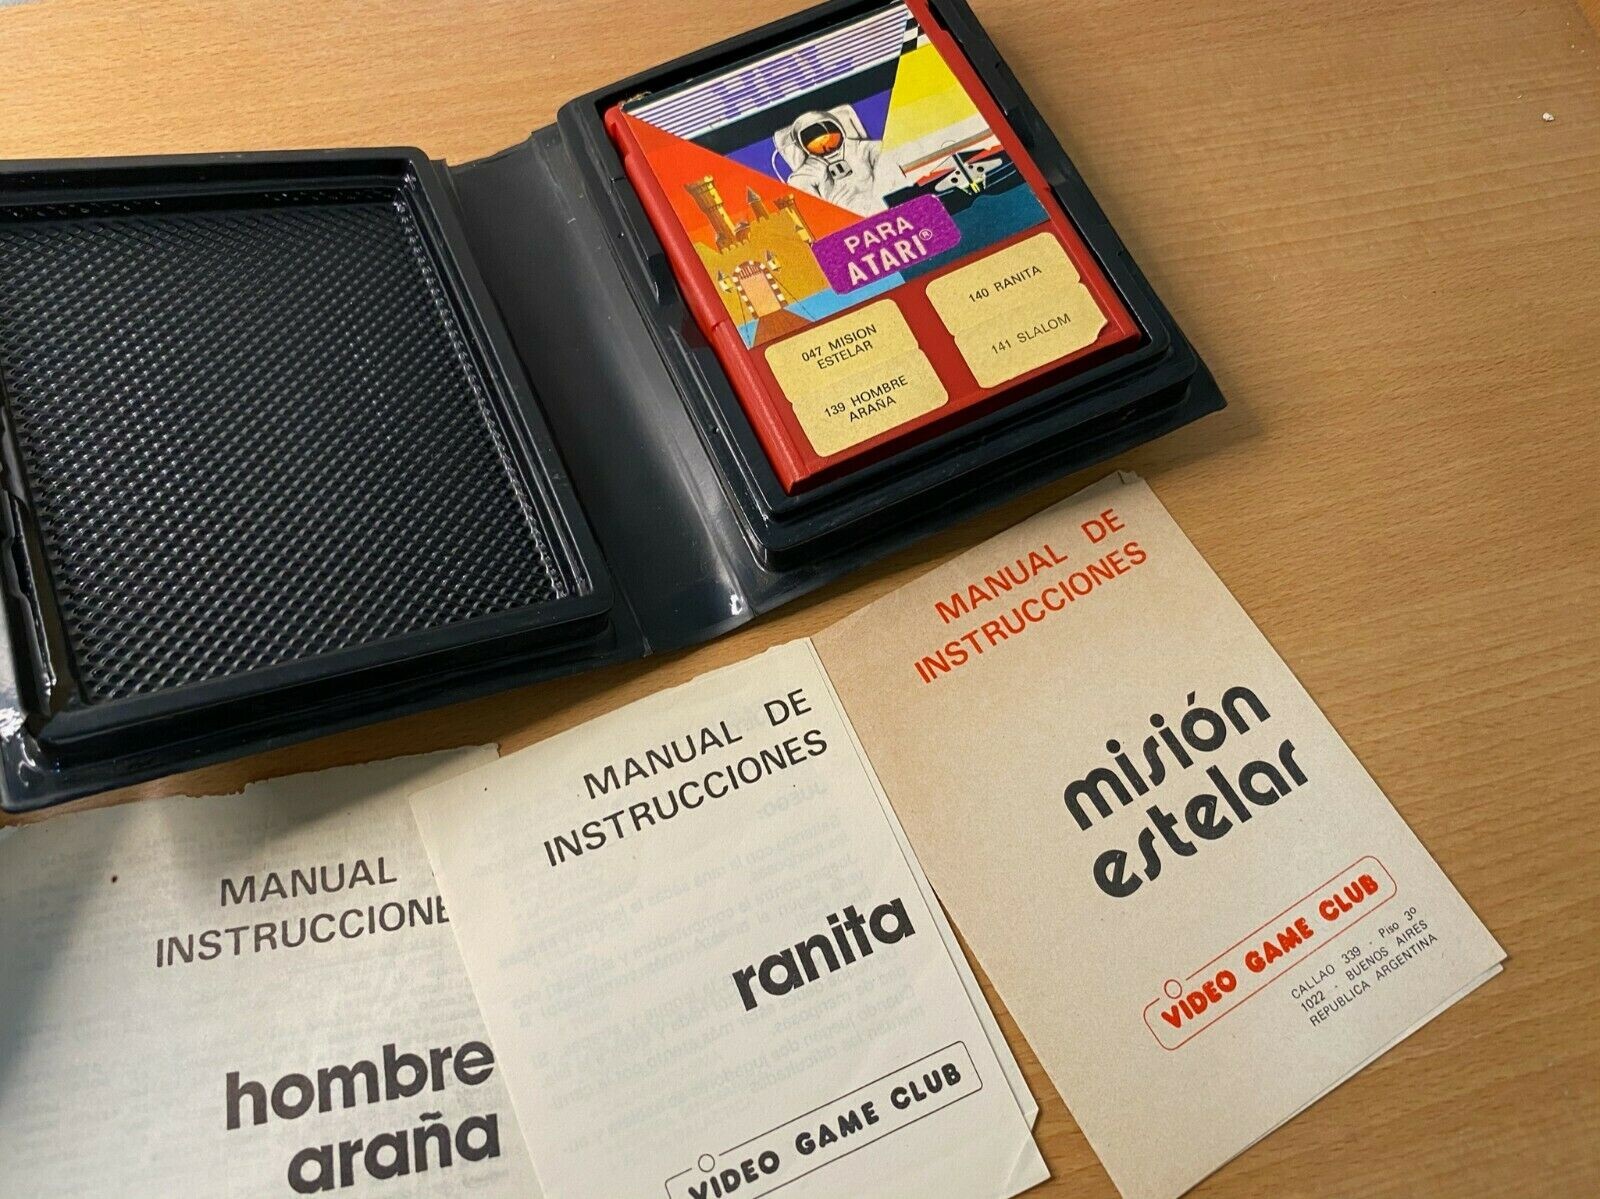 HAL
PARA
ATARI®
047 MISION
ESTELAR
139 HOMBRE
ARAÑA
140 RANITA
141 SLALOM
MANUAL DE
INSTRUCCIONES
misión
estelar
VIDEO GAME CLUB
CALLAO 339 - PISO 3º
1022 - BUENOS AIRES
REPUBLICA ARGENTINA
MANUAL DE
INSTRUCCIONES
ranita
VIDEO GAME CLUB
MANUAL
INSTRUCCIONE
hombre
araña